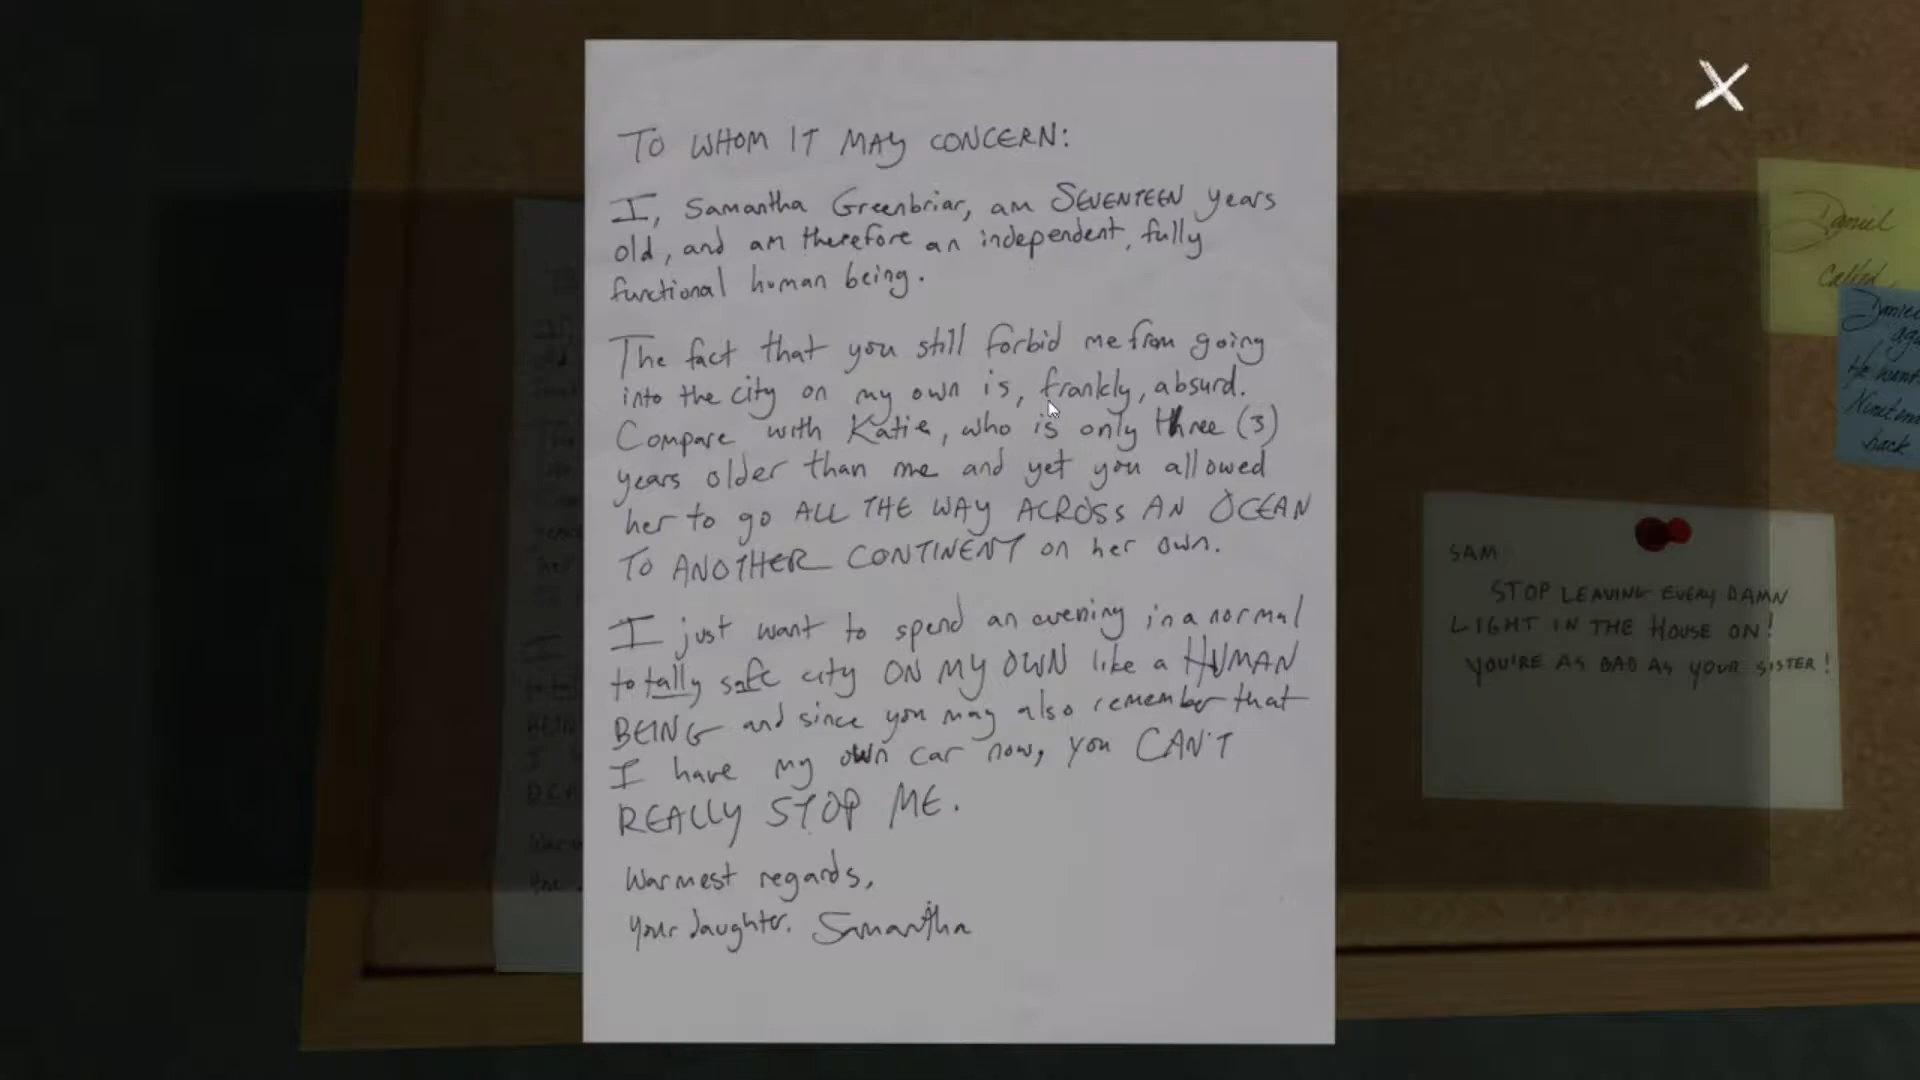 TO WHOM IT MAY CONCERN:
I, Samantha Greenbriar, am SEVENTEEN years
old, and am therefore an independent, fully
functional human being.
The fact that you still forbid me from going
into the city on my own is, frankly, absurd.
Compare with Katie, who is only three (3)
years older than me and yet you allowed
her to go ALL THE WAY ACROSS AN OCEAN
TO ANOTHER CONTINENT on her own.
I just want to spend an evening in a normal
totally safe city ON MY OWN like a HUMAN
BEING and since you may also remember that
I have my own car now, you CAN'T
REALLY STOP ME.
Warmest regards,
Your daughter. Samantha
Daniel
Called
Daniel
He
back
SAM
STOP LEAVING EVERY DAMN
LIGHT IN THE HOUSE ON!
YOU'RE AS BAD AS YOUR SISTER!